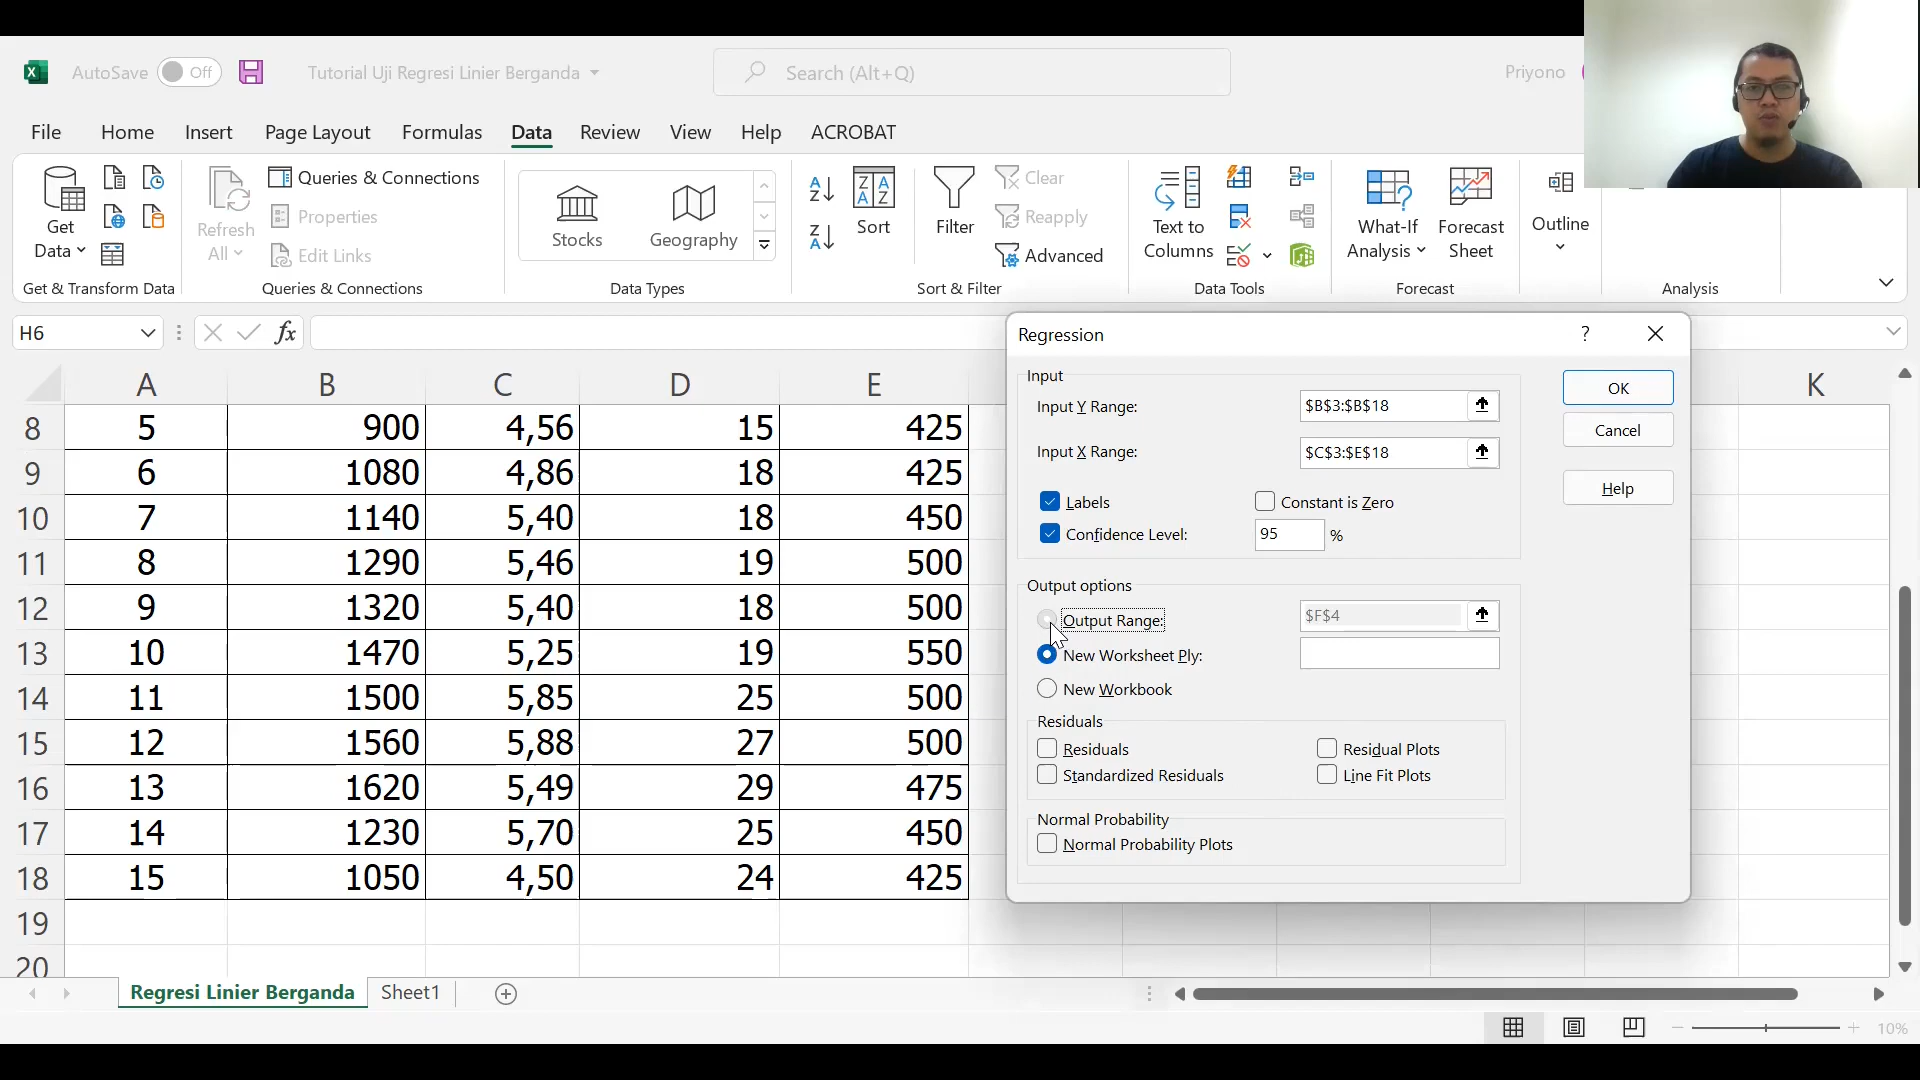 AutoSave Off Tutorial Uji Regresi Linier Berganda Search (Alt+Q) Priyono
File Home Insert Page Layout Formulas Data Review View Help ACROBAT
Get Data
Refresh All
Queries & Connections
Properties
Edit Links
Stocks Geography
Sort
Filter
Clear
Reapply
Advanced
Text to Columns
What-If Analysis
Forecast Sheet
Outline
Get & Transform Data Queries & Connections Data Types Sort & Filter Data Tools Forecast Analysis
H6 fx
A B C D E K
8 5 900 4,56 15 425
9 6 1080 4,86 18 425
10 7 1140 5,40 18 450
11 8 1290 5,46 19 500
12 9 1320 5,40 18 500
13 10 1470 5,25 19 550
14 11 1500 5,85 25 500
15 12 1560 5,88 27 500
16 13 1620 5,49 29 475
17 14 1230 5,70 25 450
18 15 1050 4,50 24 425
19
20
Regression ?
Input
Input Y Range: $B$3:$B$18
Input X Range: $C$3:$E$18
Labels Constant is Zero
Confidence Level: 95 %
OK
Cancel
Help
Output options
Output Range: $F$4
New Worksheet Ply:
New Workbook
Residuals
Residuals Residual Plots
Standardized Residuals Line Fit Plots
Normal Probability
Normal Probability Plots
Regresi Linier Berganda Sheet1
10%